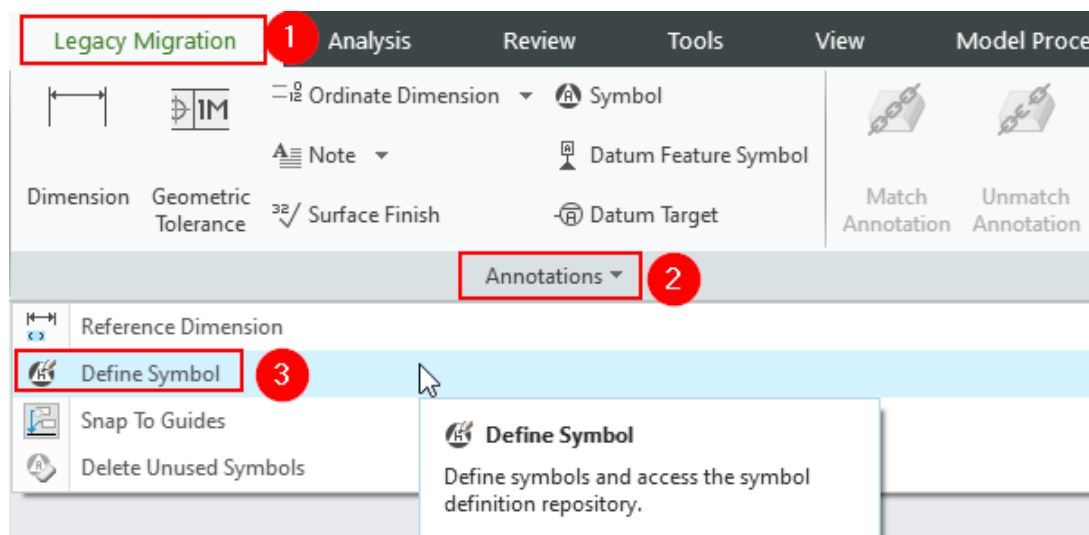 Legacy Migration 1 Analysis Review Tools View Model Proce
Ordinate Dimension Symbol
Note Datum Feature Symbol
Dimension Geometric Tolerance Surface Finish Datum Target Match Annotation Unmatch Annotation
Annotations 2
Reference Dimension
Define Symbol 3
Snap To Guides
Delete Unused Symbols
Define Symbol
Define symbols and access the symbol
definition repository.